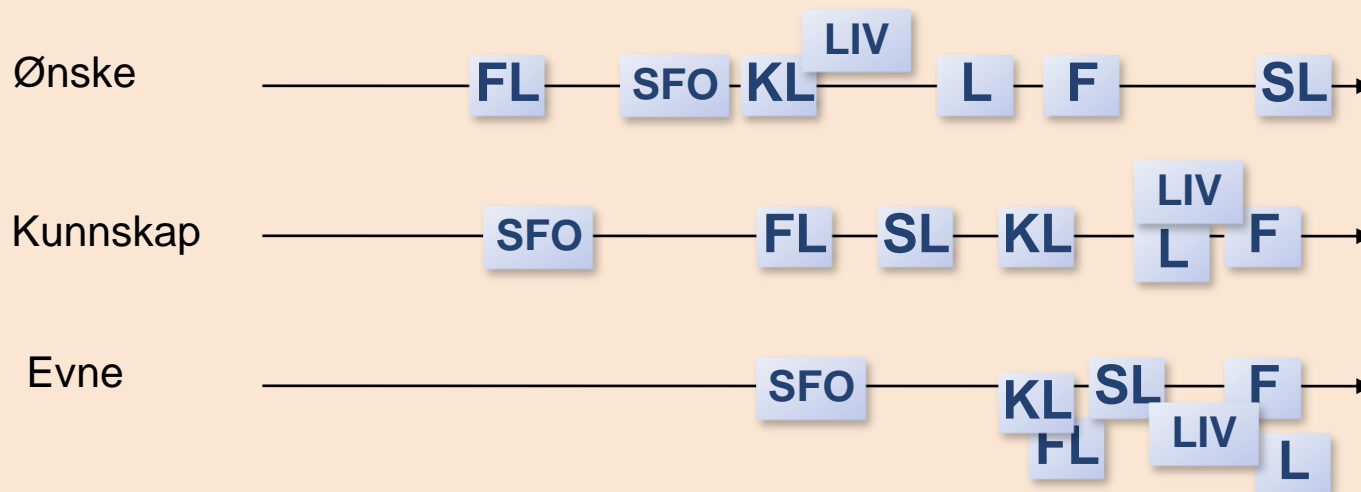 Ønske FL SFO KL LIV L F SL
Kunnskap SFO FL SL KL LIV L F
Evne SFO KL FL SL LIV F L